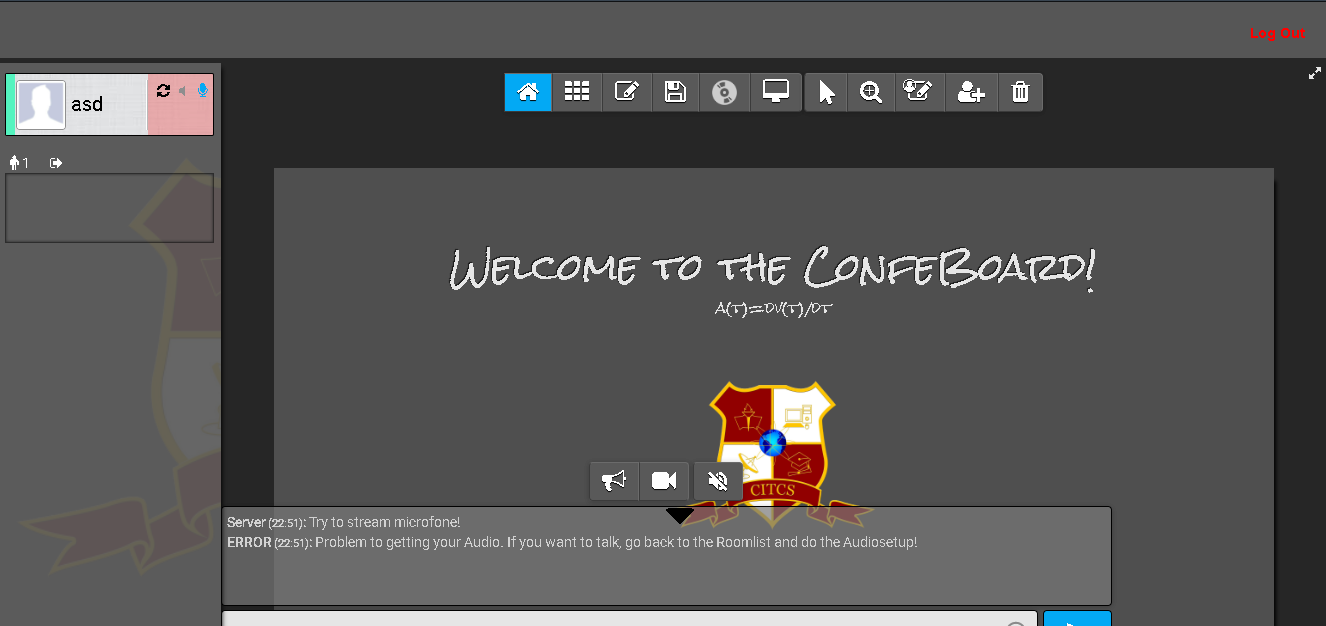 Log Out
asd
1
Welcome to the ConfeBoard!
A(t)=dV(t)/dt
CITCS
Server (22:51): Try to stream microfone!
ERROR (22:51): Problem to getting your Audio. If you want to talk, go back to the Roomlist and do the Audiosetup!